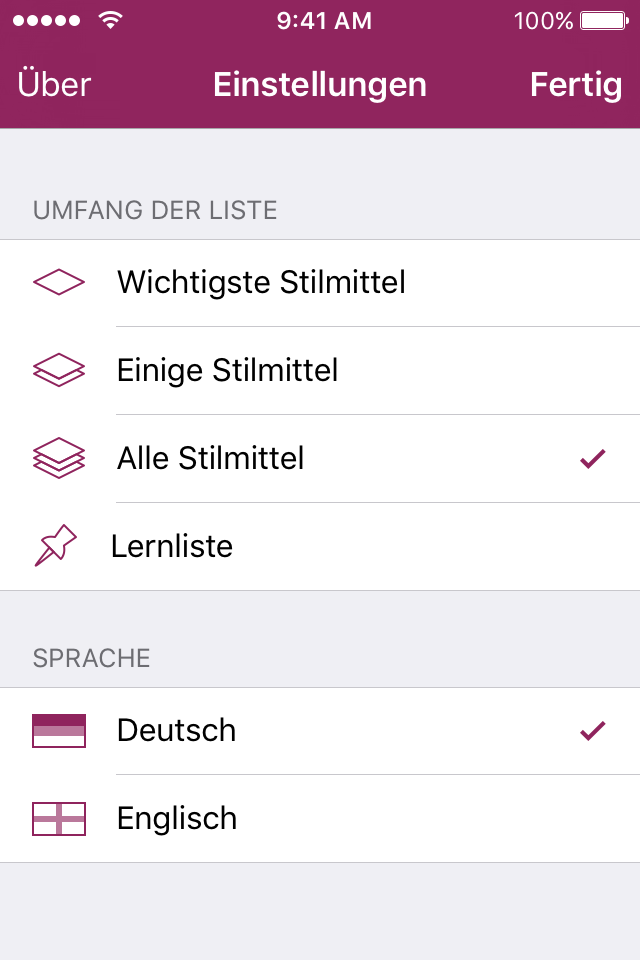 9:41 AM 100%
Über Einstellungen Fertig
UMFANG DER LISTE
Wichtigste Stilmittel
Einige Stilmittel
Alle Stilmittel
Lernliste
SPRACHE
Deutsch
Englisch